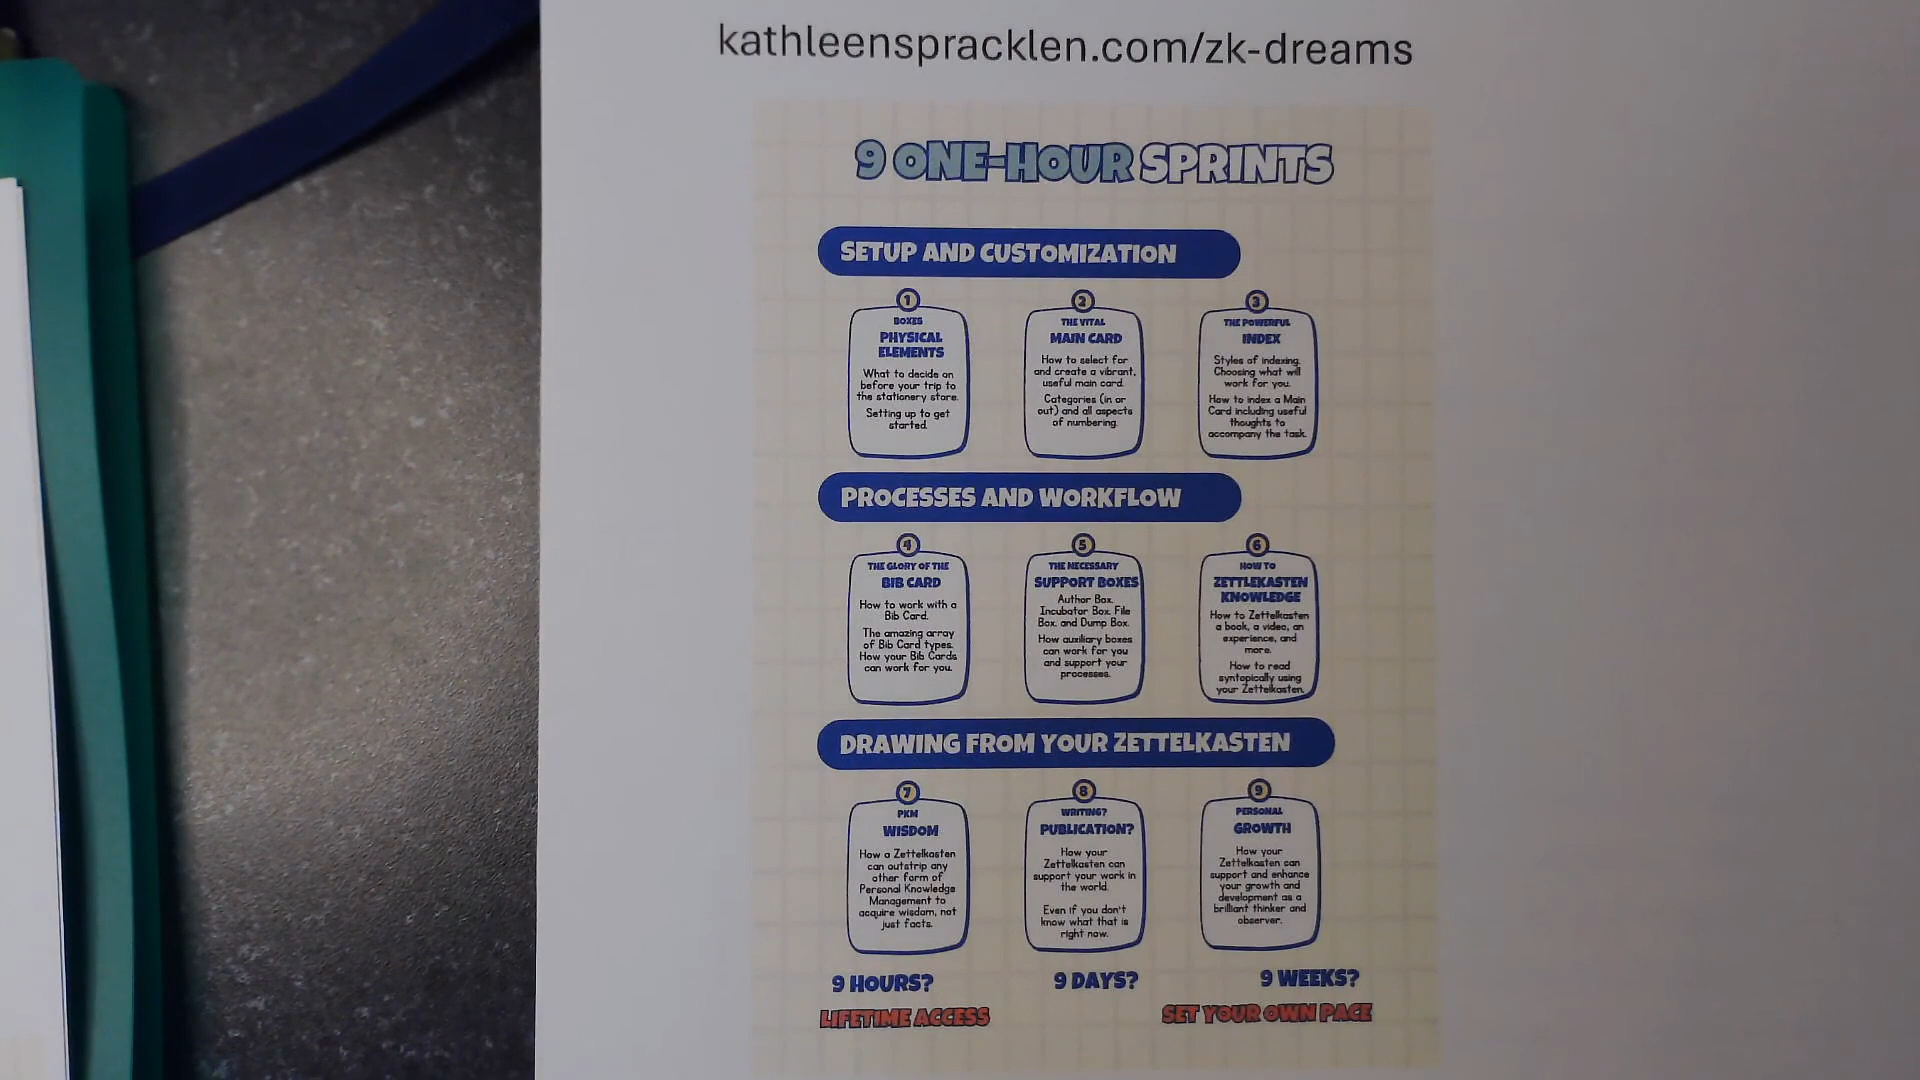 kathleenspracklen.com/zk-dreams
9 ONE-HOUR SPRINTS
SETUP AND CUSTOMIZATION
1
BOXES
PHYSICAL
ELEMENTS
What to decide on
before your trip to
the stationery store.
Setting up to get
started.
2
THE VITAL
MAIN CARD
How to select for
and create a vibrant,
useful main card.
Categories (in or
out) and all aspects
of numbering.
3
THE POWERFUL
INDEX
Styles of indexing.
Choosing what will
work for you.
How to index a Main
Card including useful
thoughts to
accompany the task.
PROCESSES AND WORKFLOW
4
THE GLORY OF THE
BIB CARD
How to work with a
Bib Card.
The amazing array
of Bib Card types.
How your Bib Cards
can work for you.
5
THE NECESSARY
SUPPORT BOXES
Author Box.
Incubator Box. File
Box. and Dump Box.
How auxiliary boxes
can work for you
and support your
processes.
6
HOW TO
ZETTLEKASTEN
KNOWLEDGE
How to Zettelkasten
a book, a video, an
experience, and
more.
How to read
syntopically using
your Zettelkasten.
DRAWING FROM YOUR ZETTELKASTEN
7
PKM
WISDOM
How a Zettelkasten
can outstrip any
other form of
Personal Knowledge
Management to
acquire wisdom, not
just facts.
8
WRITING?
PUBLICATION?
How your
Zettelkasten can
support your work in
the world.
Even if you don't
know what that is
right now.
9
PERSONAL
GROWTH
How your
Zettelkasten can
support and enhance
your growth and
development as a
brilliant thinker and
observer.
9 HOURS? 9 DAYS? 9 WEEKS?
LIFETIME ACCESS SET YOUR OWN PACE